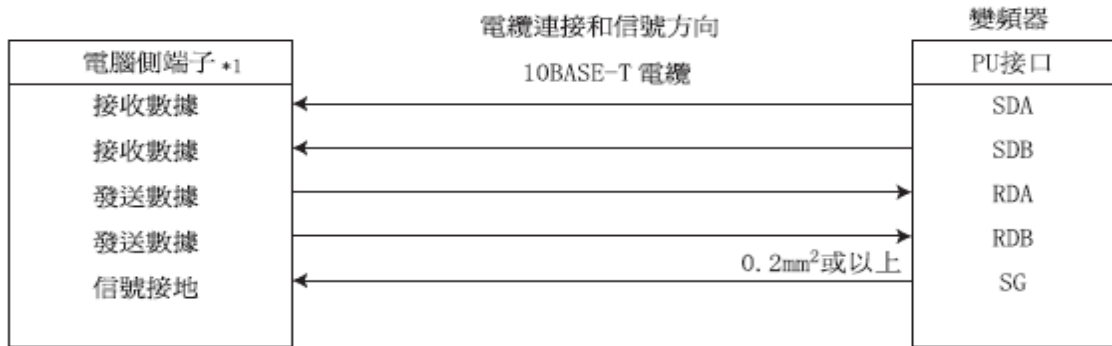 電纜連接和信號方向
變頻器
電腦側端子 *1
10BASE-T 電纜
PU接口
接收數據
SDA
接收數據
SDB
發送數據
RDA
發送數據
RDB
0.2mm²或以上
信號接地
SG